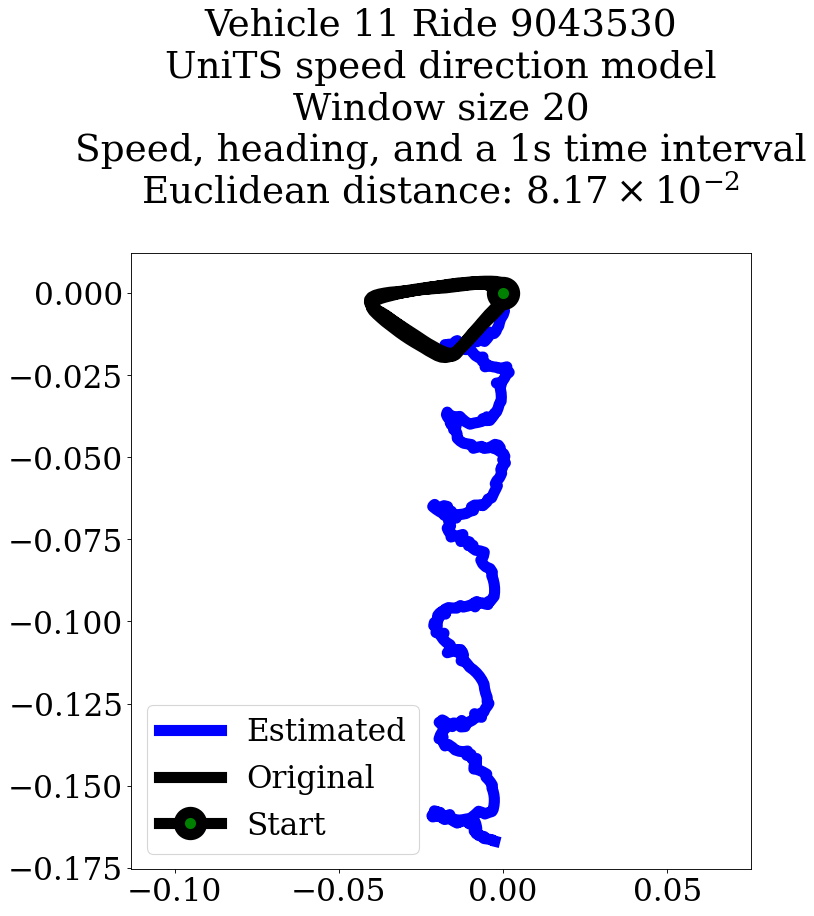 Vehicle 11 Ride 9043530
UniTS speed direction model
Window size 20
Speed, heading, and a 1s time interval
Euclidean distance: 8.17 × 10⁻²
0.000
−0.025
−0.050
−0.075
−0.100
−0.125
−0.150
−0.175
Estimated
Original
Start
−0.10 −0.05 0.00 0.05